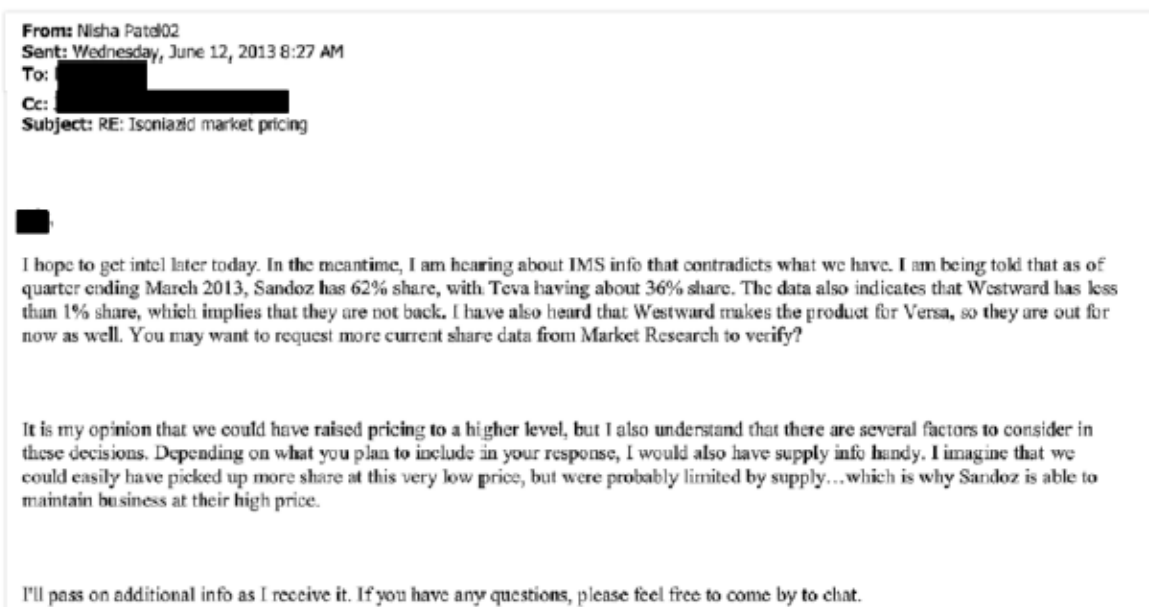 From: Nisha Patel02
Sent: Wednesday, June 12, 2013 8:27 AM
To:
Cc:
Subject: RE: Isoniazid market pricing
,
I hope to get intel later today. In the meantime, I am hearing about IMS info that contradicts what we have. I am being told that as of
quarter ending March 2013, Sandoz has 62% share, with Teva having about 36% share. The data also indicates that Westward has less
than 1% share, which implies that they are not back. I have also heard that Westward makes the product for Versa, so they are out for
now as well. You may want to request more current share data from Market Research to verify?
It is my opinion that we could have raised pricing to a higher level, but I also understand that there are several factors to consider in
these decisions. Depending on what you plan to include in your response, I would also have supply info handy. I imagine that we
could easily have picked up more share at this very low price, but were probably limited by supply…which is why Sandoz is able to
maintain business at their high price.
I'll pass on additional info as I receive it. If you have any questions, please feel free to come by to chat.